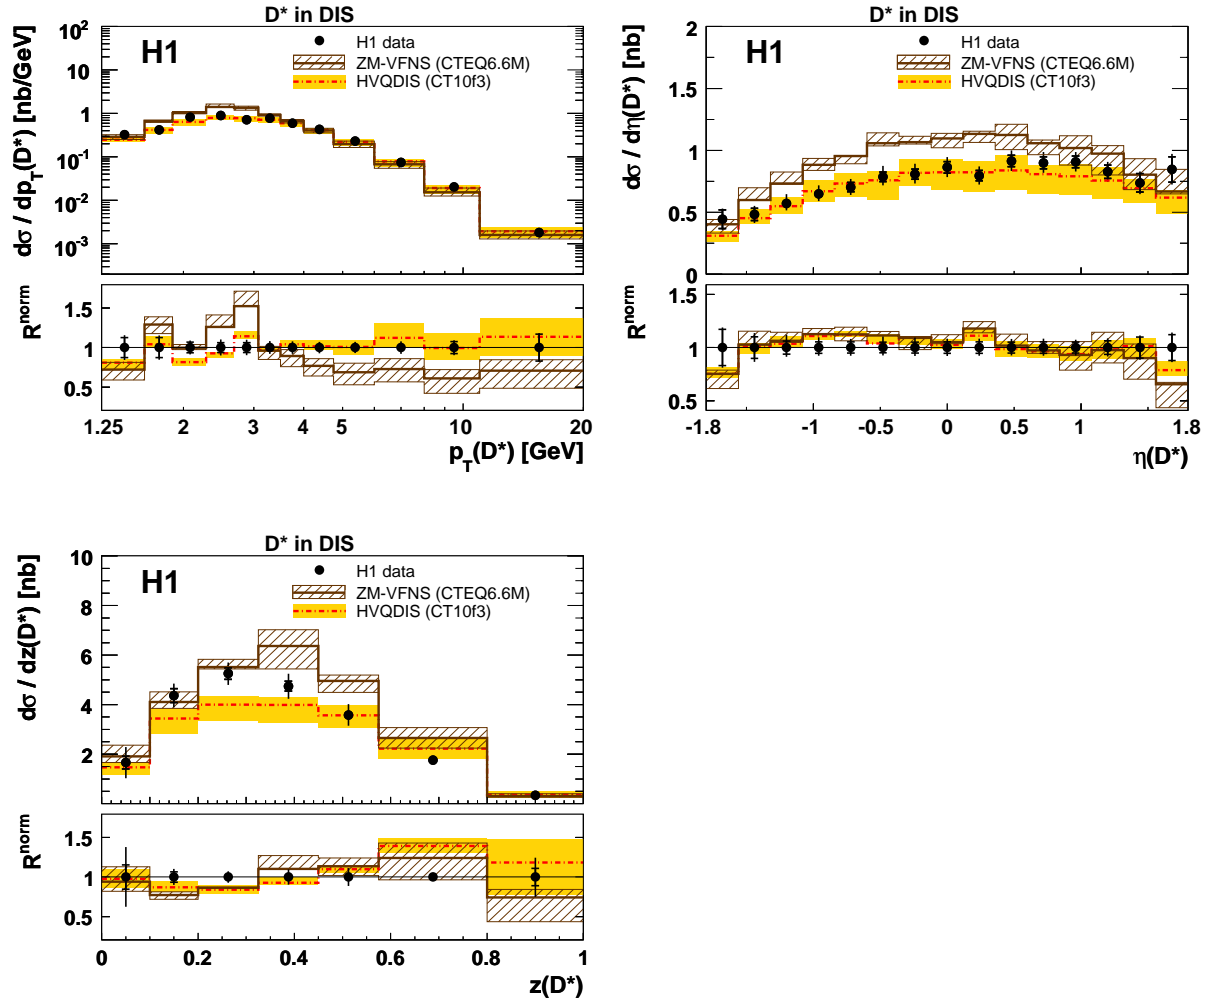 D* in DIS
H1
H1 data
ZM-VFNS (CTEQ6.6M)
HVQDIS (CT10f3)
dσ / dp_T(D*) [nb/GeV]
10^2
10
1
10^-1
10^-2
10^-3
R^norm
1.5
1
0.5
1.25 2 3 4 5 10 20
p_T(D*) [GeV]
D* in DIS
H1
H1 data
ZM-VFNS (CTEQ6.6M)
HVQDIS (CT10f3)
dσ / dη(D*) [nb]
2
1.5
1
0.5
0
R^norm
1.5
1
0.5
-1.8 -1 -0.5 0 0.5 1 1.8
η(D*)
D* in DIS
H1
H1 data
ZM-VFNS (CTEQ6.6M)
HVQDIS (CT10f3)
dσ / dz(D*) [nb]
10
8
6
4
2
R^norm
1.5
1
0.5
0 0.2 0.4 0.6 0.8 1
z(D*)